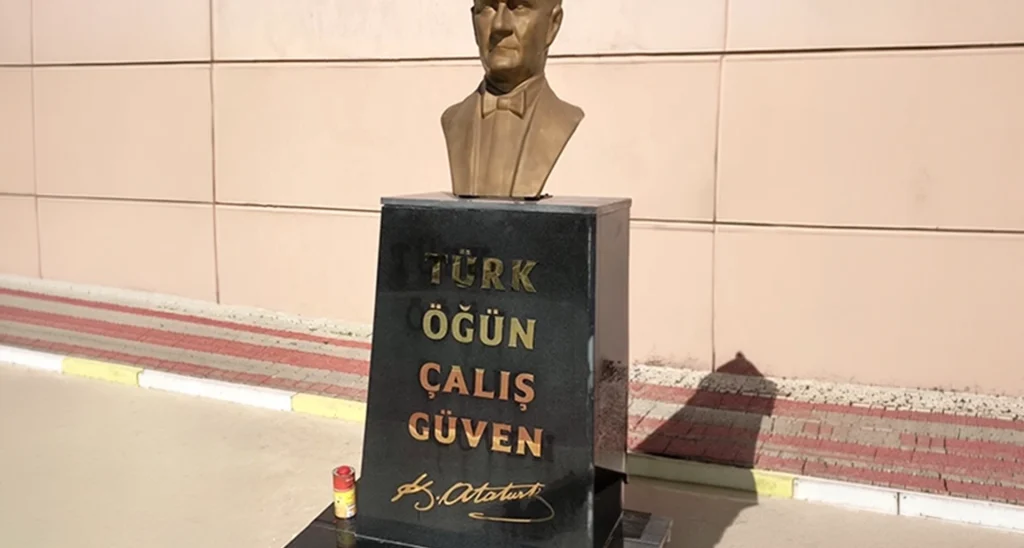 TÜRK
ÖĞÜN
ÇALIŞ
GÜVEN
K. Atatürk